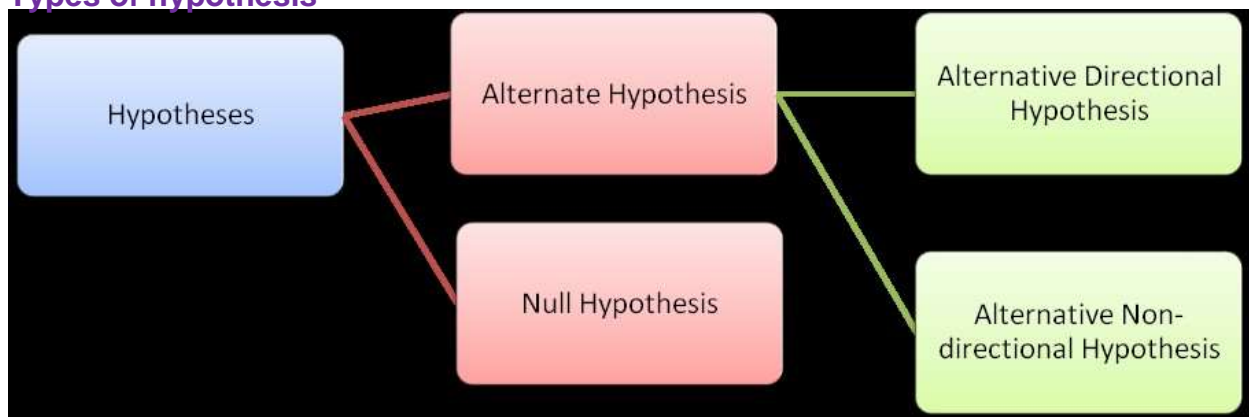 Types of hypothesis
Hypotheses
Alternate Hypothesis
Null Hypothesis
Alternative Directional
Hypothesis
Alternative Non-
directional Hypothesis